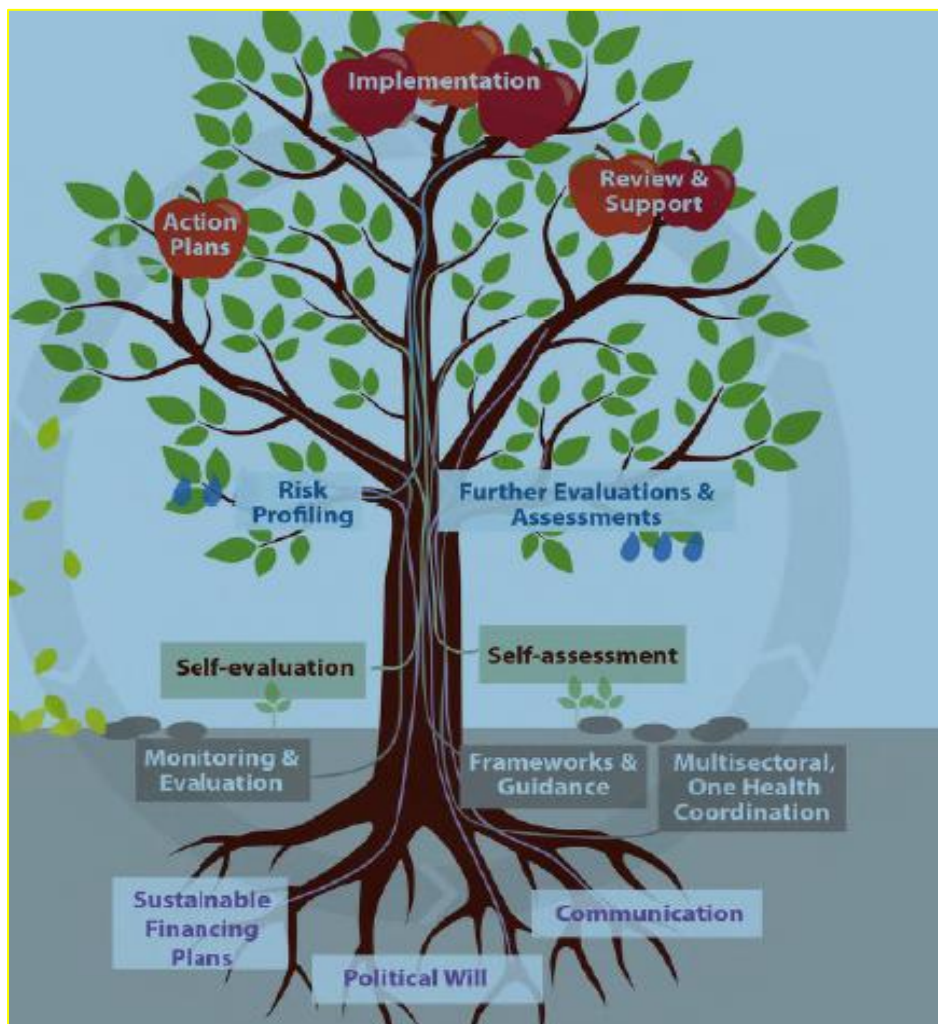 Implementation
Review &
Support
Action
Plans
Risk
Profiling
Further Evaluations &
Assessments
Self-evaluation
Self-assessment
Monitoring &
Evaluation
Frameworks &
Guidance
Multisectoral,
One Health
Coordination
Sustainable
Financing
Plans
Communication
Political Will